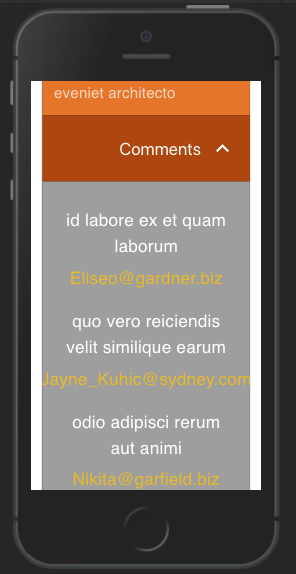 eveniet architecto
Comments
id labore ex et quam
laborum
Eliseo@gardner.biz
quo vero reiciendis
velit similique earum
Jayne_Kuhic@sydney.com
odio adipisci rerum
aut animi
Nikita@garfield.biz